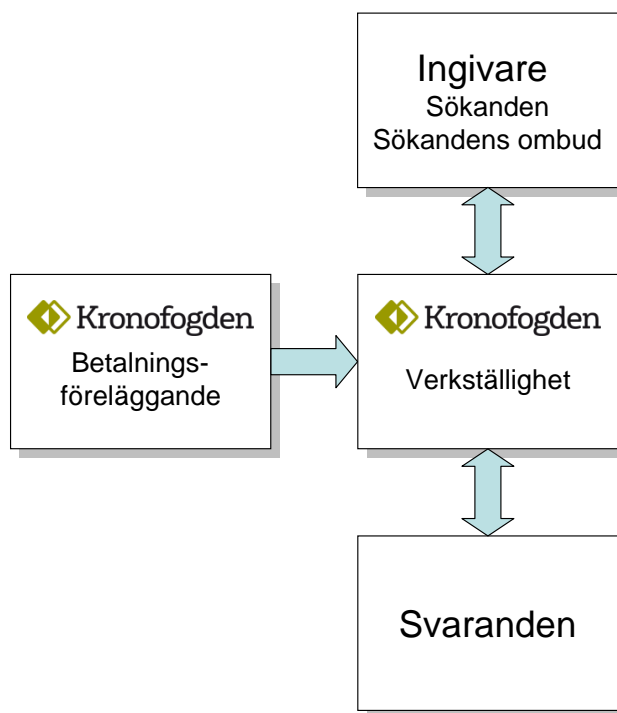 Ingivare
Sökanden
Sökandens ombud
Kronofogden
Betalnings-
föreläggande
Kronofogden
Verkställighet
Svaranden